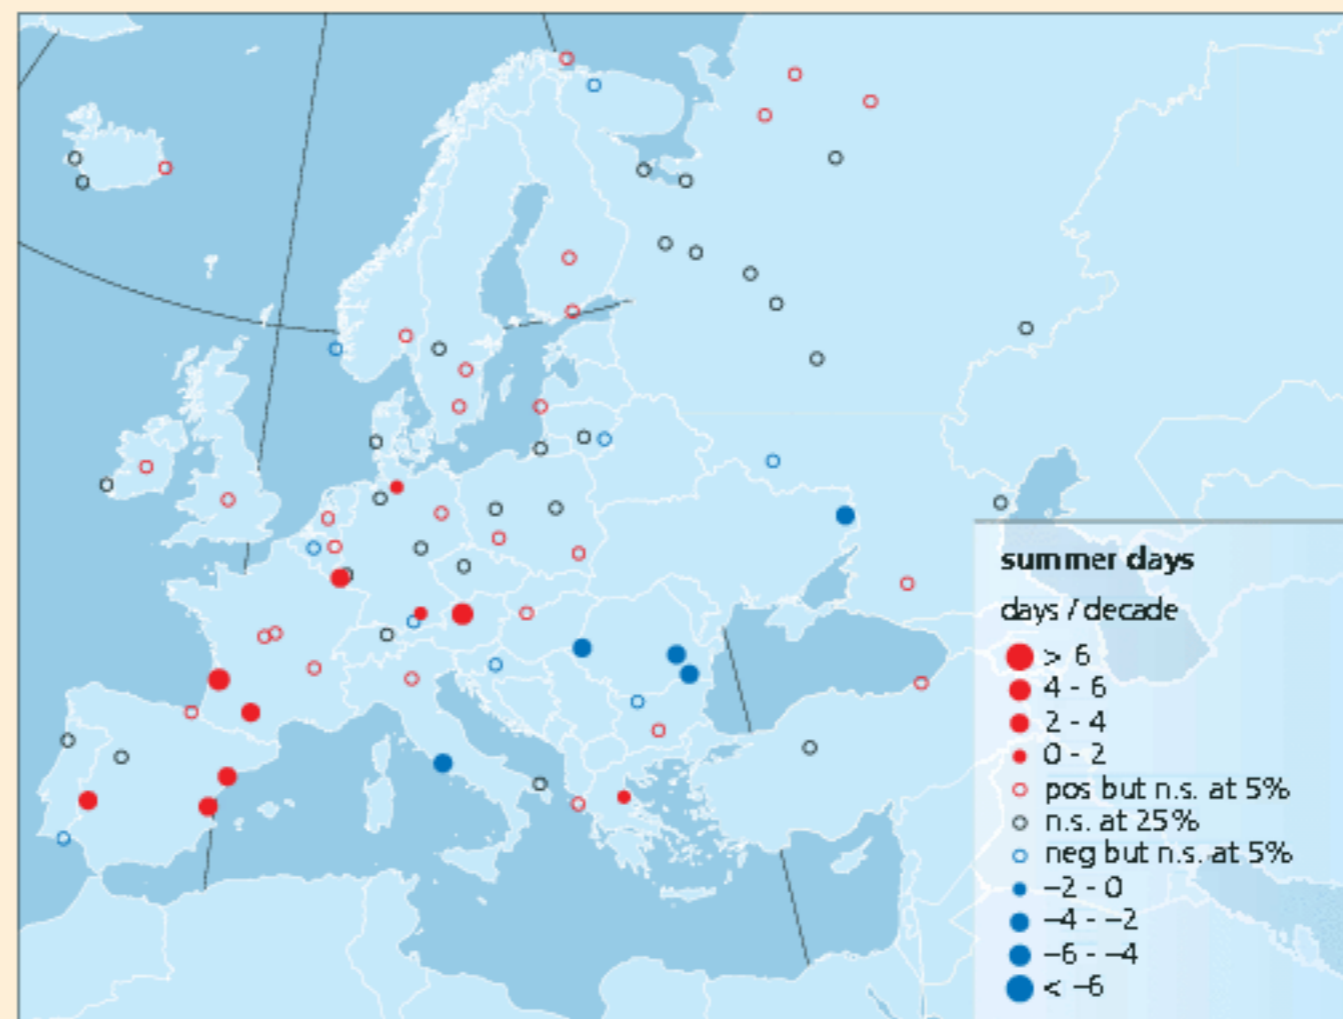 summer days
days / decade
> 6
4 - 6
2 - 4
0 - 2
pos but n.s. at 5%
n.s. at 25%
neg but n.s. at 5%
−2 - 0
−4 - −2
−6 - −4
< −6